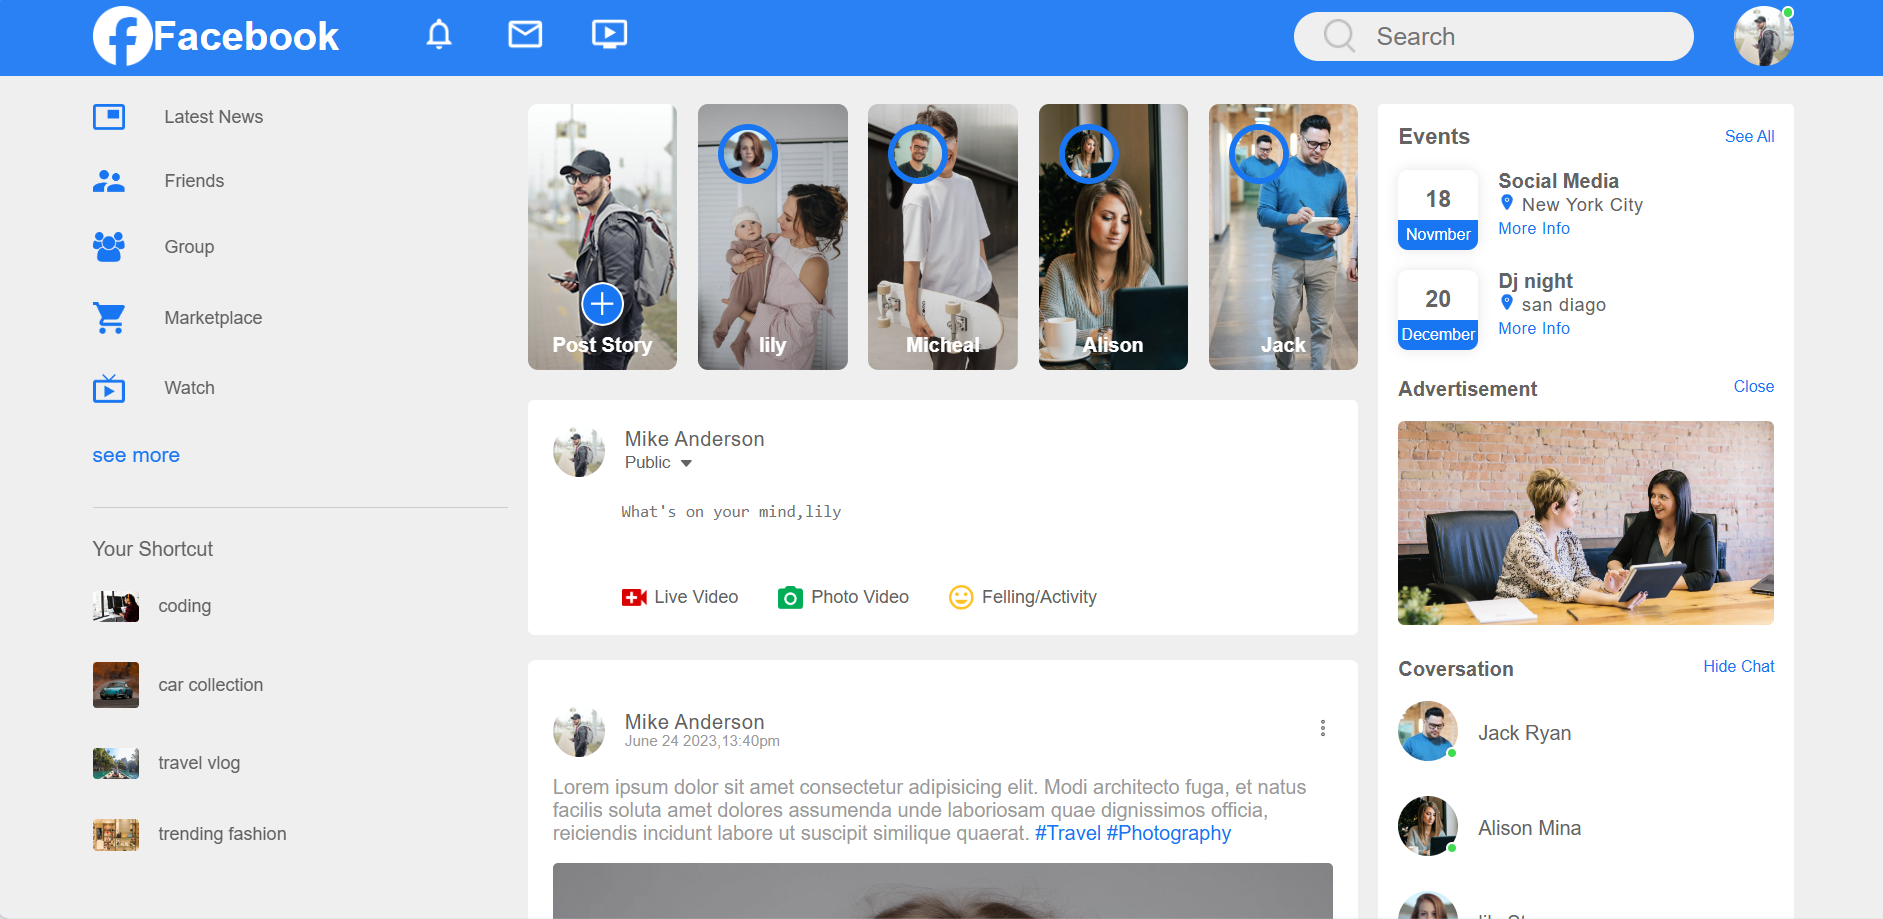 Facebook
Search
Latest News
Friends
Group
Marketplace
Watch
see more
Your Shortcut
coding
car collection
travel vlog
trending fashion
Post Story
lily
Micheal
Alison
Jack
Mike Anderson
Public
What's on your mind,lily
Live Video
Photo Video
Felling/Activity
Mike Anderson
June 24 2023,13:40pm
Lorem ipsum dolor sit amet consectetur adipisicing elit. Modi architecto fuga, et natus
facilis soluta amet dolores assumenda unde laboriosam quae dignissimos officia,
reiciendis incidunt labore ut suscipit similique quaerat. #Travel #Photography
Events
See All
18
Novmber
Social Media
New York City
More Info
20
December
Dj night
san diago
More Info
Advertisement
Close
Coversation
Hide Chat
Jack Ryan
Alison Mina